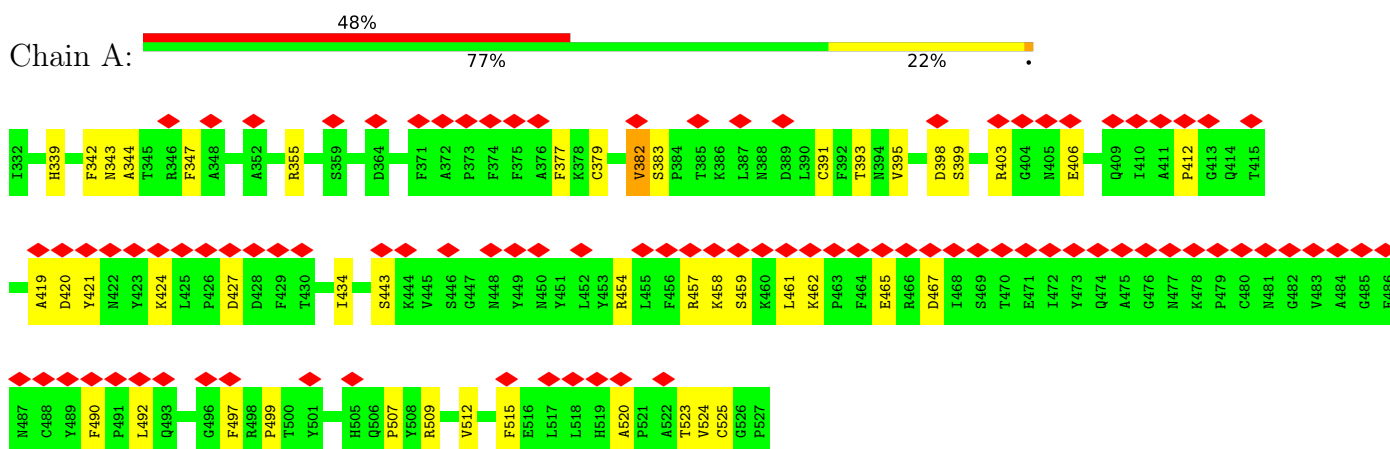 48%
Chain A:
77% 22% •
I332 H339 F342 N343 A344 T345 R346 F347 A348 A352 R355 S359 D364 F371 A372 P373 F374 F375 A376 F377 K378 C379 V382 S383 P384 T385 K386 L387 N388 D389 L390 C391 F392 T393 N394 V395 D398 S399 R403 G404 N405 E406 Q409 I410 A411 P412 G413 Q414 T415
A419 D420 Y421 N422 Y423 K424 L425 P426 D427 D428 F429 T430 I434 S443 K444 V445 S446 G447 N448 Y449 N450 Y451 L452 Y453 R454 L455 F456 R457 K458 S459 K460 L461 K462 P463 F464 E465 R466 D467 I468 S469 T470 E471 I472 Y473 Q474 A475 G476 N477 K478 P479 C480 N481 G482 V483 A484 G485
N487 C488 Y489 F490 P491 L492 Q493 G496 F497 R498 P499 T500 Y501 H505 Q506 P507 Y508 R509 V512 F515 E516 L517 L518 H519 A520 P521 A522 T523 V524 C525 G526 P527